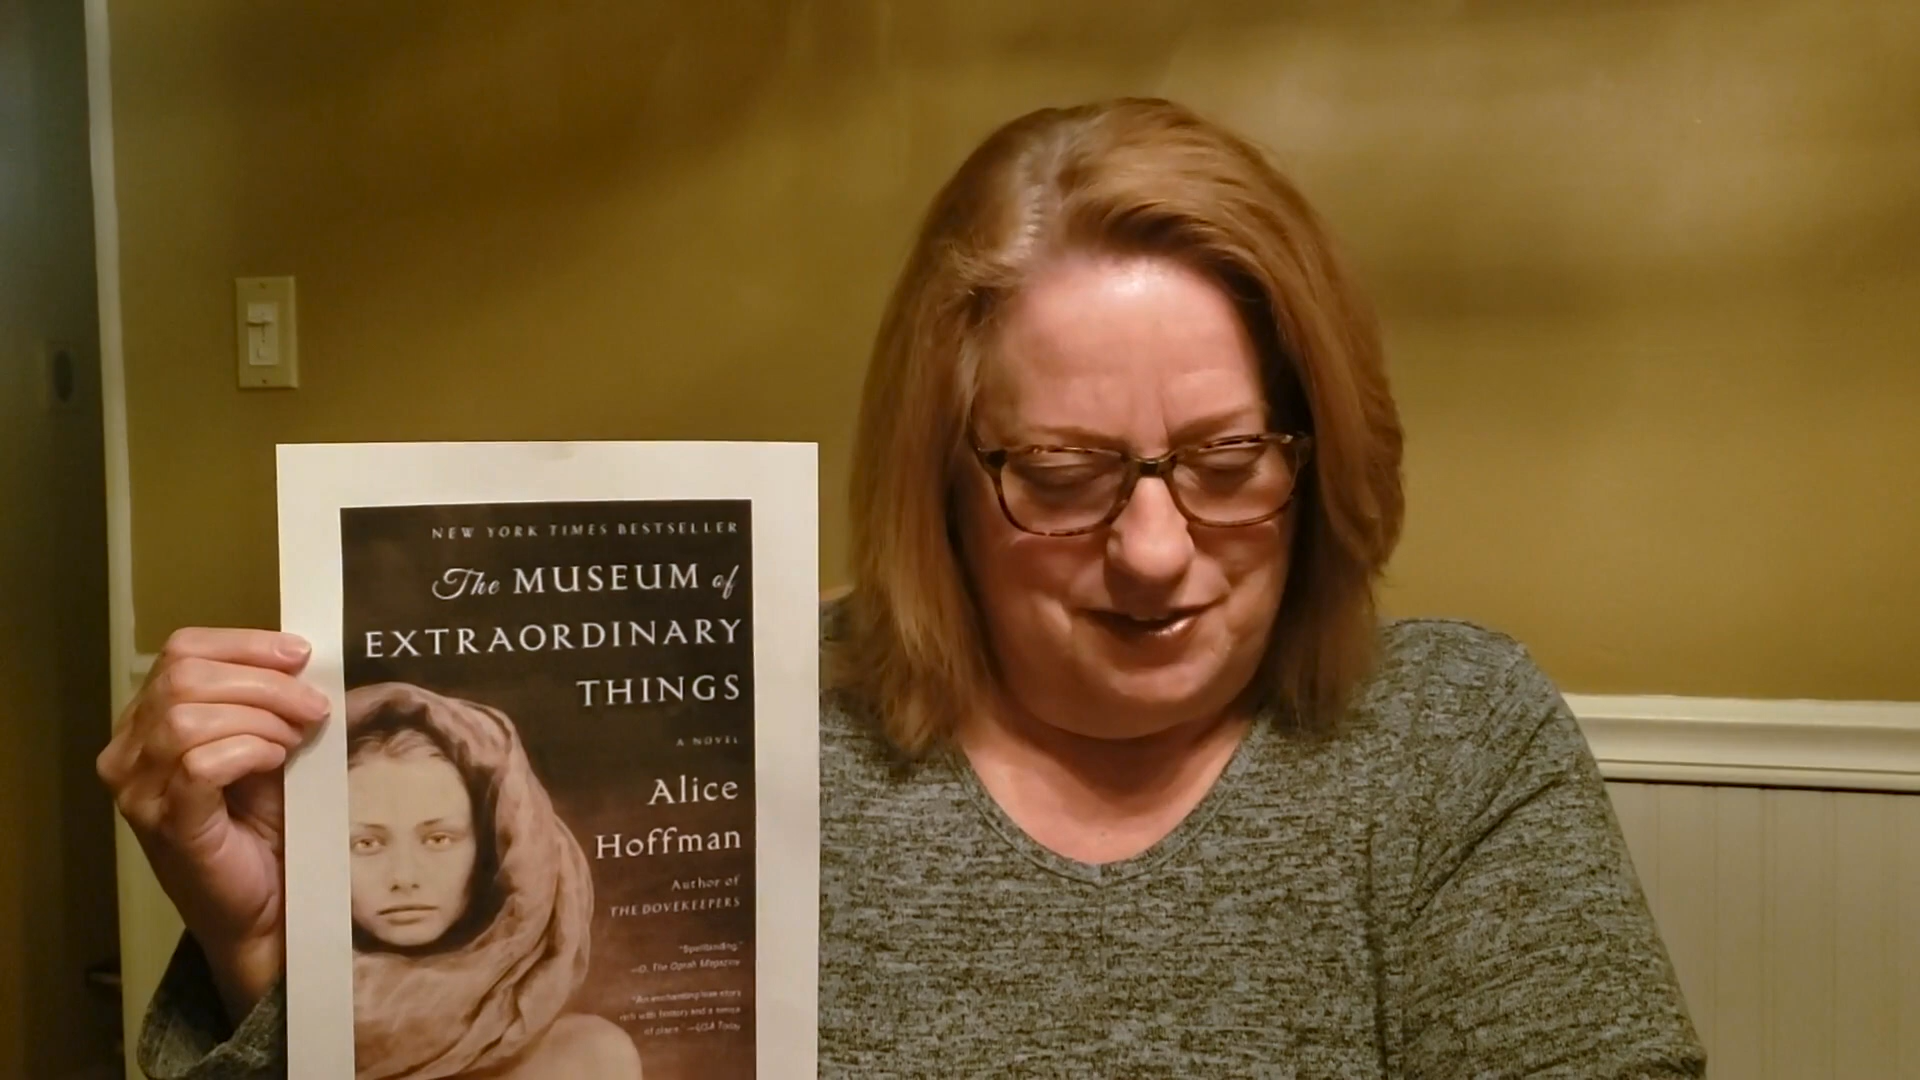 NEW YORK TIMES BESTSELLER
The MUSEUM of
EXTRAORDINARY
THINGS
A NOVEL
Alice
Hoffman
Author of
THE DOVEKEEPERS
"Spellbinding."
—O, The Oprah Magazine
"An enchanting love story
rich with history and a sense
of place." —USA Today